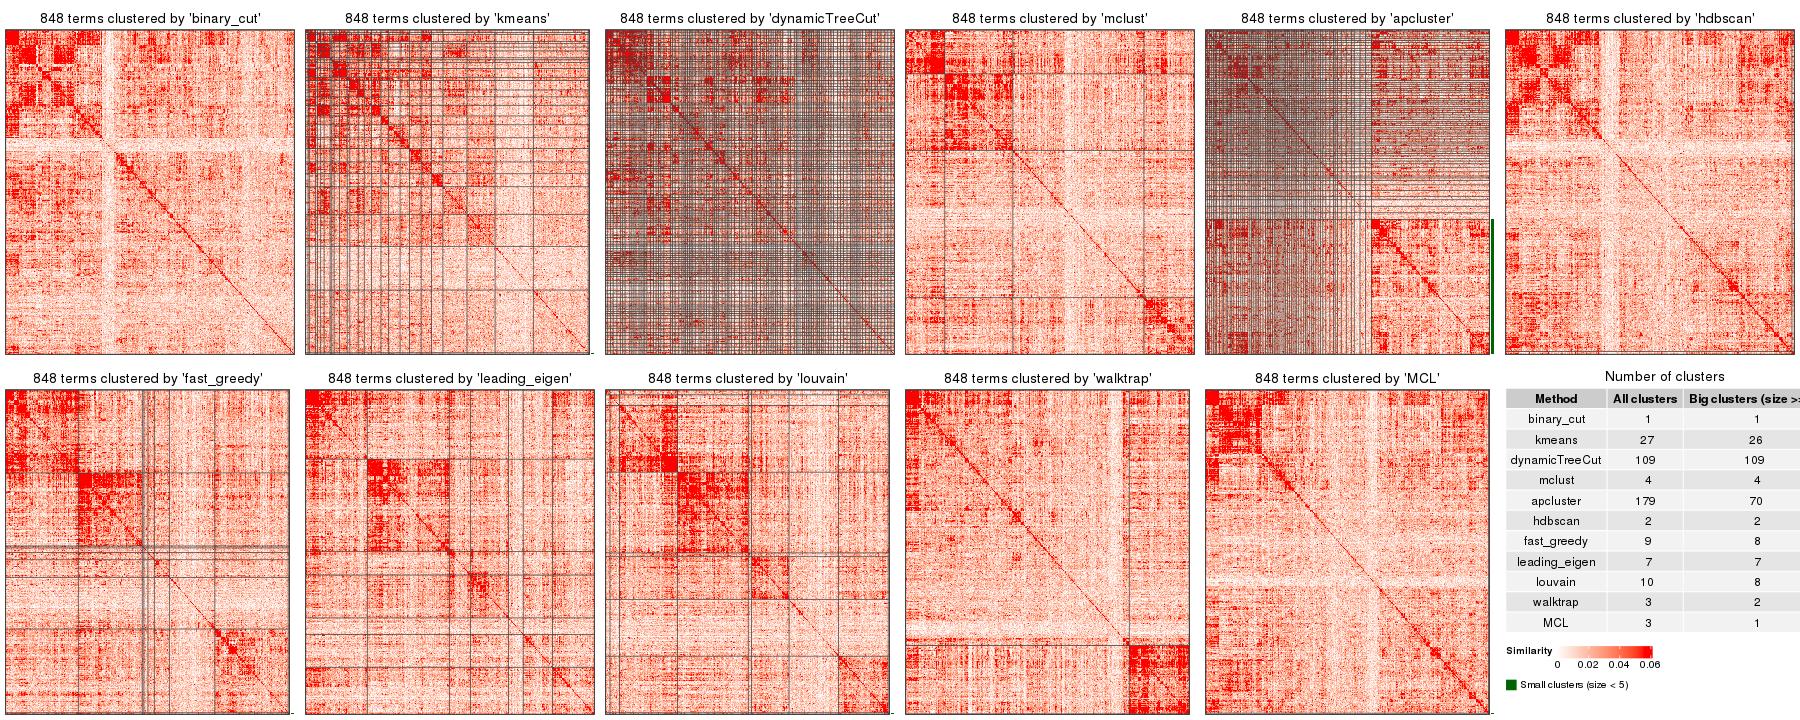 848 terms clustered by 'binary_cut'
848 terms clustered by 'kmeans'
848 terms clustered by 'dynamicTreeCut'
848 terms clustered by 'mclust'
848 terms clustered by 'apcluster'
848 terms clustered by 'hdbscan'
848 terms clustered by 'fast_greedy'
848 terms clustered by 'leading_eigen'
848 terms clustered by 'louvain'
848 terms clustered by 'walktrap'
848 terms clustered by 'MCL'
Number of clusters
Method All clusters Big clusters (size >=
binary_cut 1 1
kmeans 27 26
dynamicTreeCut 109 109
mclust 4 4
apcluster 179 70
hdbscan 2 2
fast_greedy 9 8
leading_eigen 7 7
louvain 10 8
walktrap 3 2
MCL 3 1
Similarity
0 0.02 0.04 0.06
Small clusters (size < 5)